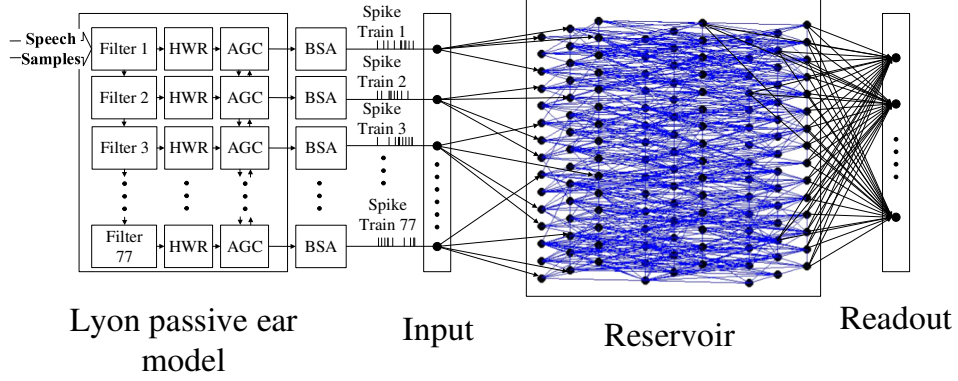 Speech
Samples
Filter 1 HWR AGC BSA Spike Train 1
Filter 2 HWR AGC BSA Spike Train 2
Filter 3 HWR AGC BSA Spike Train 3
Filter 77 HWR AGC BSA Spike Train 77
Lyon passive ear
model
Input
Reservoir
Readout